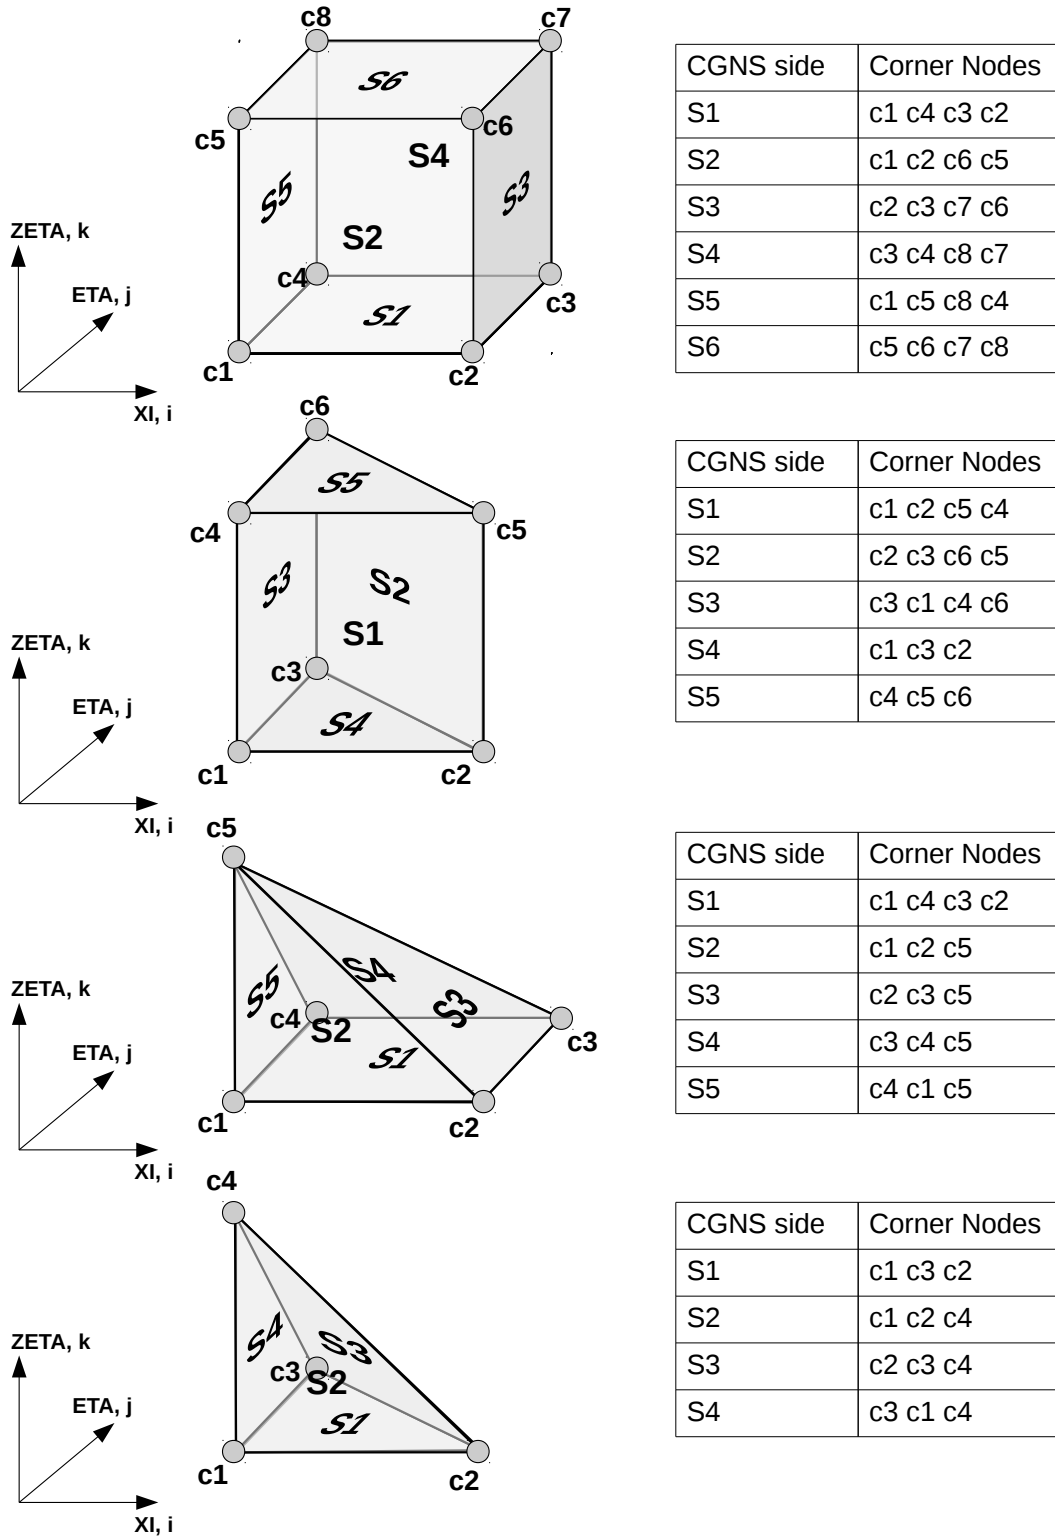 c8
c7
S6
c5
c6
S4
S5
S3
S2
c4
c3
S1
c1
c2
ZETA, k
ETA, j
XI, i
CGNS side Corner Nodes
S1 c1 c4 c3 c2
S2 c1 c2 c6 c5
S3 c2 c3 c7 c6
S4 c3 c4 c8 c7
S5 c1 c5 c8 c4
S6 c5 c6 c7 c8
c6
S5
c4
c5
S3
S2
S1
c3
S4
c1
c2
ZETA, k
ETA, j
XI, i
CGNS side Corner Nodes
S1 c1 c2 c5 c4
S2 c2 c3 c6 c5
S3 c3 c1 c4 c6
S4 c1 c3 c2
S5 c4 c5 c6
c5
S4
S5
S3
c4
S2
c3
S1
c1
c2
ZETA, k
ETA, j
XI, i
CGNS side Corner Nodes
S1 c1 c4 c3 c2
S2 c1 c2 c5
S3 c2 c3 c5
S4 c3 c4 c5
S5 c4 c1 c5
c4
S4
S3
c3
S2
S1
c1
c2
ZETA, k
ETA, j
XI, i
CGNS side Corner Nodes
S1 c1 c3 c2
S2 c1 c2 c4
S3 c2 c3 c4
S4 c3 c1 c4